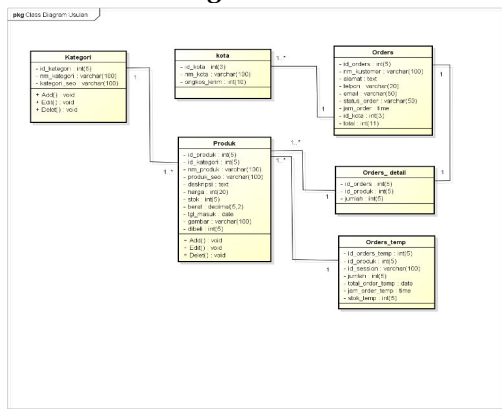 pkg Class Diagram Usulan
Kategori
- id_kategori : int(5)
- nm_kategori : varchar(100)
- kategori_seo : varchar(100)
+ Add() : void
+ Edit() : void
+ Delet() : void
kota
- id_kota : int(3)
- nm_kota : varchar(100)
- ongkos_kirim : int(10)
Orders
- id_orders : int(5)
- nm_kustomer : varchar(100)
- alamat : text
- telpon : varchar(20)
- email : varchar(50)
- status_order : varchar(50)
- jam_order : time
- id_kota : int(3)
- total : int(11)
Produk
- id_produk : int(5)
- id_kategori : int(5)
- nm_produk : varchar(100)
- produk_seo : varchar(100)
- deskripsi : text
- harga : int(20)
- stok : int(5)
- berat : decimal(5,2)
- tgl_masuk : date
- gambar : varchar(100)
- dibeli : int(5)
+ Add() : void
+ Edit() : void
+ Delet() : void
Orders_ detail
- id_orders : int(5)
- id_produk : int(5)
- jumlah : int(5)
Orders_temp
- id_orders_temp : int(5)
- id_produk : int(5)
- id_session : varchar(100)
- jumlah : int(5)
- total_order_temp : date
- jam_order_temp : time
- stok_temp : int(5)
1
1..*
1..*
1
1
1
1..*
1
1..*
1